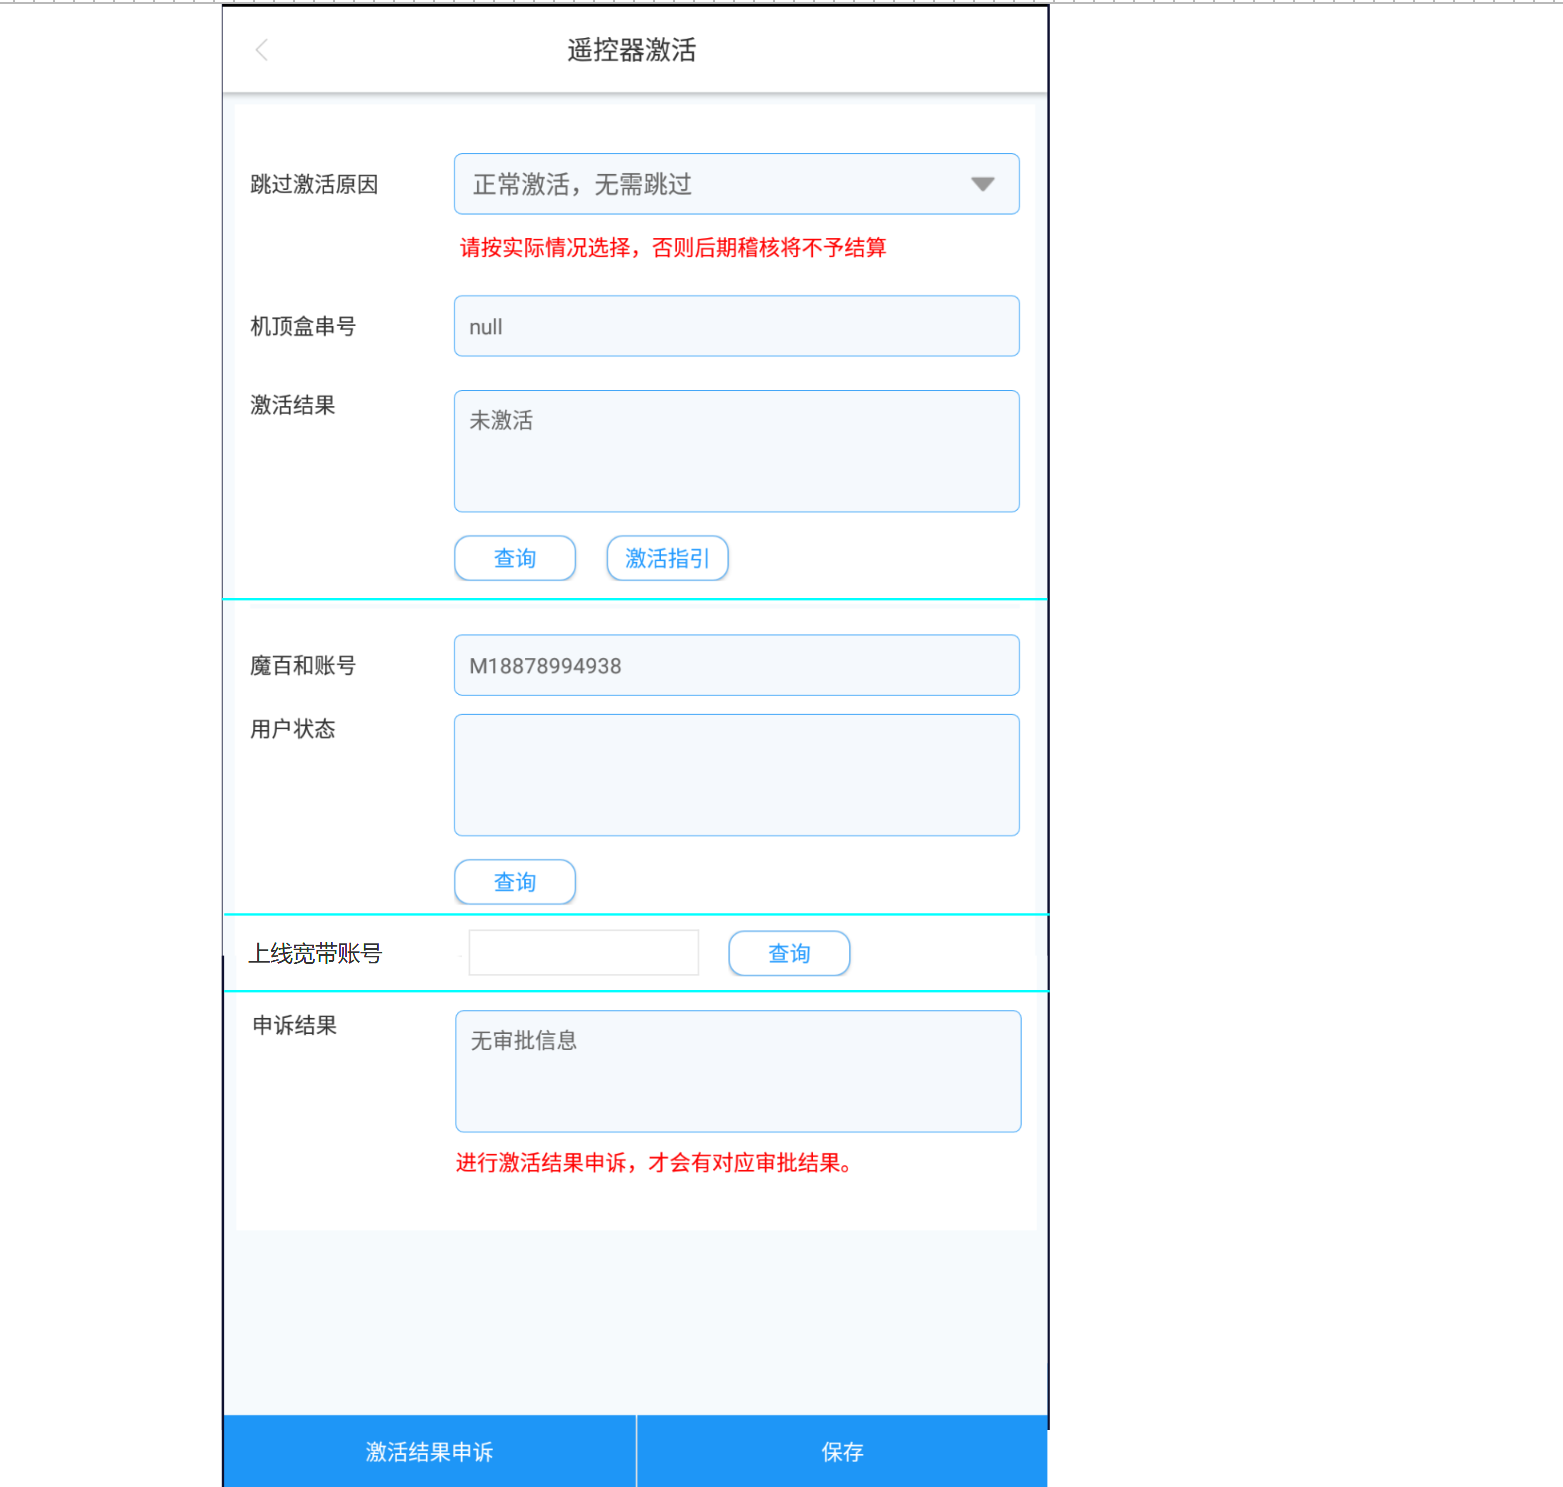 遥控器激活
跳过激活原因
正常激活，无需跳过
请按实际情况选择，否则后期稽核将不予结算
机顶盒串号
null
激活结果
未激活
查询
激活指引
魔百和账号
M18878994938
用户状态
查询
上线宽带账号
查询
申诉结果
无审批信息
进行激活结果申诉，才会有对应审批结果。
激活结果申诉
保存